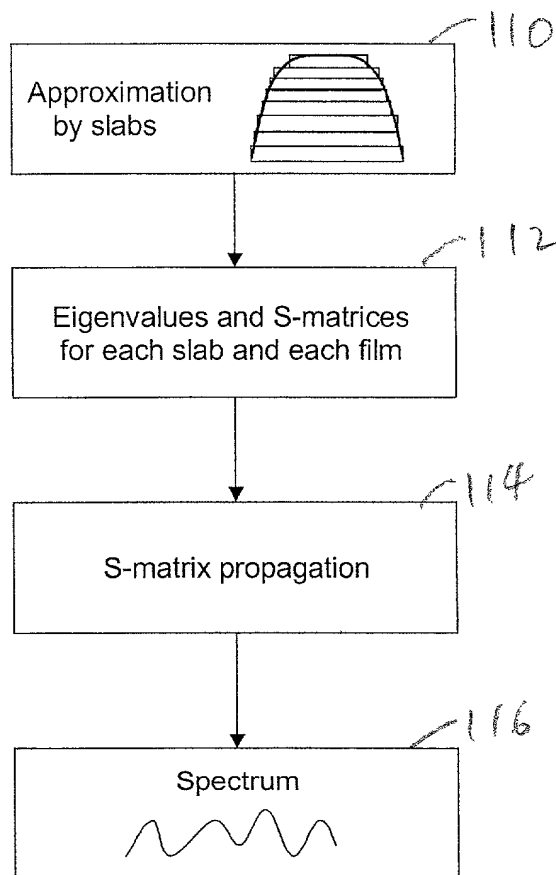 110
Approximation
by slabs
112
Eigenvalues and S-matrices
for each slab and each film
114
S-matrix propagation
116
Spectrum